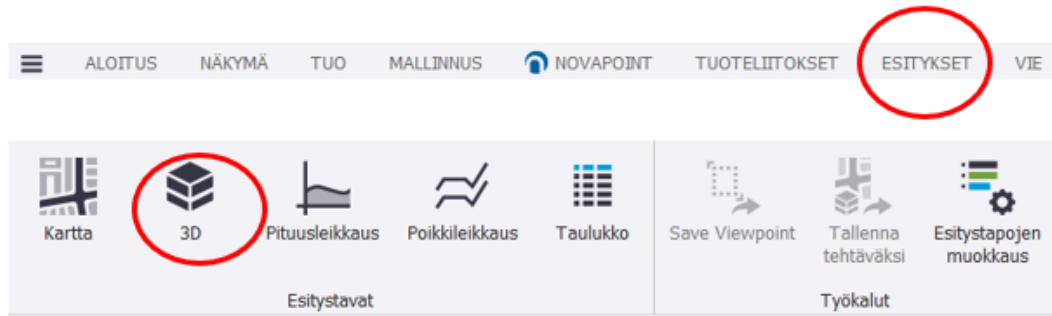 ALOITUS NÄKYMÄ TUO MALLINNUS NOVAPOINT TUOTELIITOKSET ESITYKSET VIE
Kartta 3D Pituusleikkaus Poikkileikkaus Taulukko Save Viewpoint Tallenna tehtäväksi Esitystapojen muokkaus
Esitystavat Työkalut